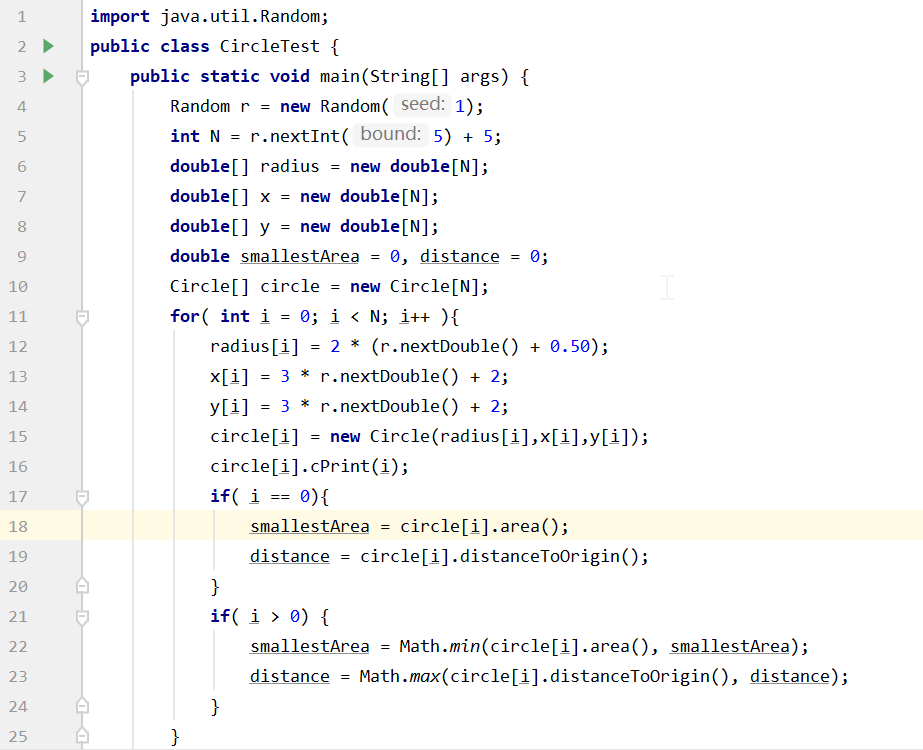 1 import java.util.Random;
2 public class CircleTest {
3 public static void main(String[] args) {
4 Random r = new Random( seed: 1);
5 int N = r.nextInt( bound: 5) + 5;
6 double[] radius = new double[N];
7 double[] x = new double[N];
8 double[] y = new double[N];
9 double smallestArea = 0, distance = 0;
10 Circle[] circle = new Circle[N];
11 for( int i = 0; i < N; i++ ){
12 radius[i] = 2 * (r.nextDouble() + 0.50);
13 x[i] = 3 * r.nextDouble() + 2;
14 y[i] = 3 * r.nextDouble() + 2;
15 circle[i] = new Circle(radius[i],x[i],y[i]);
16 circle[i].cPrint(i);
17 if( i == 0){
18 smallestArea = circle[i].area();
19 distance = circle[i].distanceToOrigin();
20 }
21 if( i > 0) {
22 smallestArea = Math.min(circle[i].area(), smallestArea);
23 distance = Math.max(circle[i].distanceToOrigin(), distance);
24 }
25 }